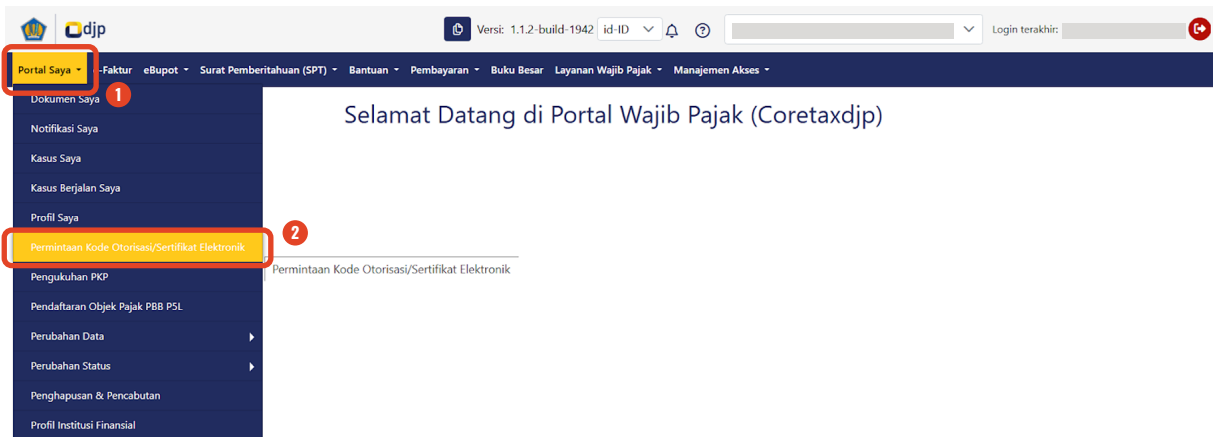 djp
Versi: 1.1.2-build-1942 id-ID
Login terakhir:
Portal Saya
-Faktur eBupot Surat Pemberitahuan (SPT) Bantuan Pembayaran Buku Besar Layanan Wajib Pajak Manajemen Akses
1
Dokumen Saya
Selamat Datang di Portal Wajib Pajak (Coretaxdjp)
Notifikasi Saya
Kasus Saya
Kasus Berjalan Saya
Profil Saya
2
Permintaan Kode Otorisasi/Sertifikat Elektronik
Permintaan Kode Otorisasi/Sertifikat Elektronik
Pengukuhan PKP
Pendaftaran Objek Pajak PBB P5L
Perubahan Data
Perubahan Status
Penghapusan & Pencabutan
Profil Institusi Finansial